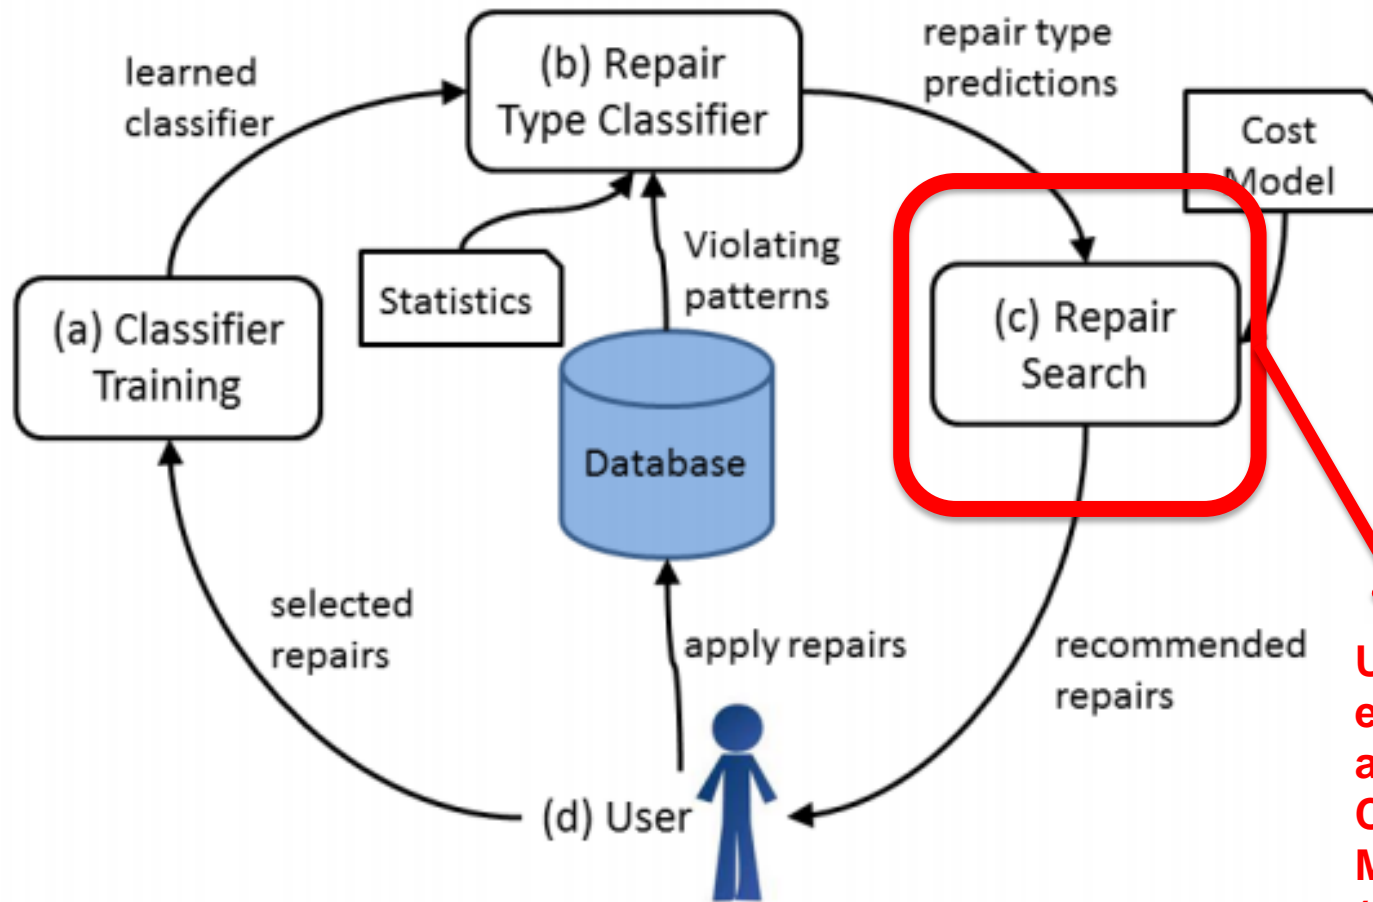 learned
classifier
(b) Repair
Type Classifier
repair type
predictions
Cost
Model
Statistics
Violating
patterns
(a) Classifier
Training
(c) Repair
Search
Database
selected
repairs
apply repairs
recommended
repairs
(d) User